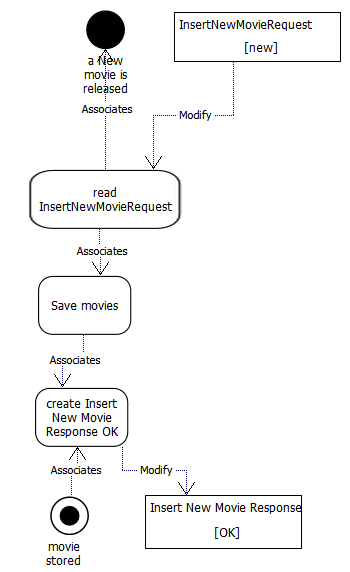 InsertNewMovieRequest
[new]
a New
movie is
released
Associates
Modify
read
InsertNewMovieRequest
Associates
Save movies
Associates
create Insert
New Movie
Response OK
Associates
Modify
Insert New Movie Response
[OK]
movie
stored